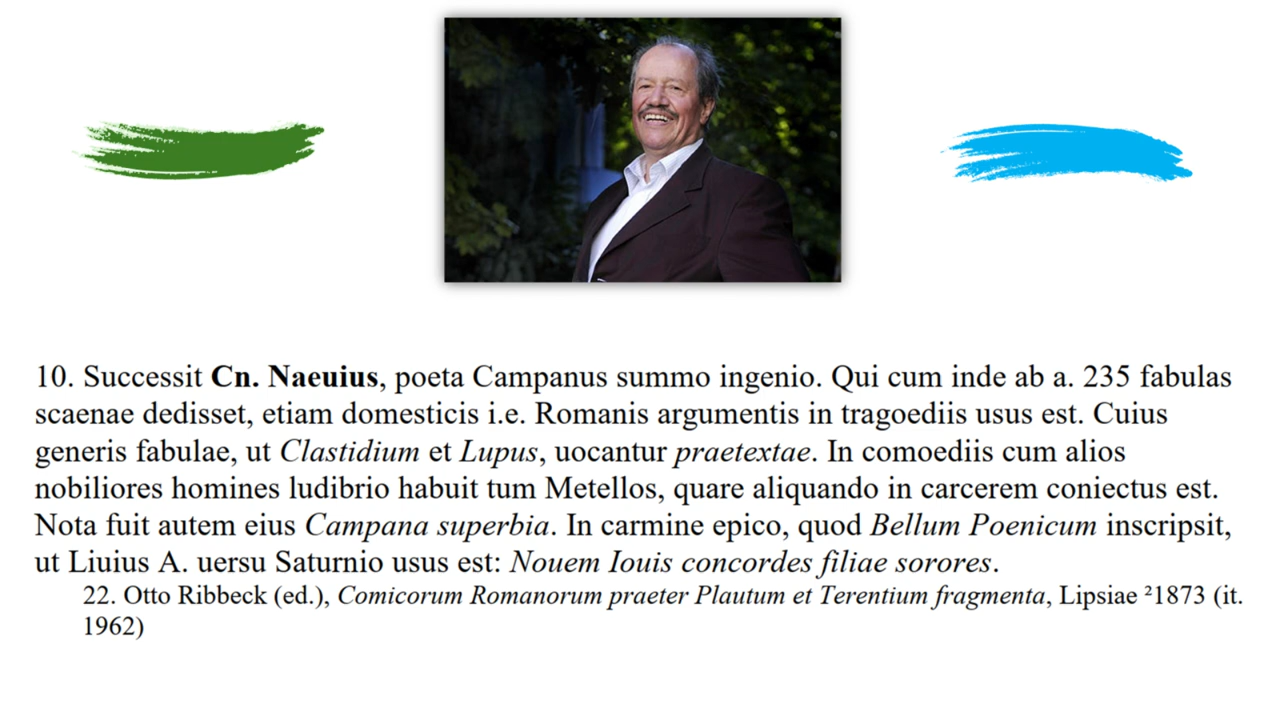 10. Successit Cn. Naeuius, poeta Campanus summo ingenio. Qui cum inde ab a. 235 fabulas
scaenae dedisset, etiam domesticis i.e. Romanis argumentis in tragoediis usus est. Cuius
generis fabulae, ut Clastidium et Lupus, uocantur praetextae. In comoediis cum alios
nobiliores homines ludibrio habuit tum Metellos, quare aliquando in carcerem coniectus est.
Nota fuit autem eius Campana superbia. In carmine epico, quod Bellum Poenicum inscripsit,
ut Liuius A. uersu Saturnio usus est: Nouem Iouis concordes filiae sorores.
22. Otto Ribbeck (ed.), Comicorum Romanorum praeter Plautum et Terentium fragmenta, Lipsiae ²1873 (it.
1962)